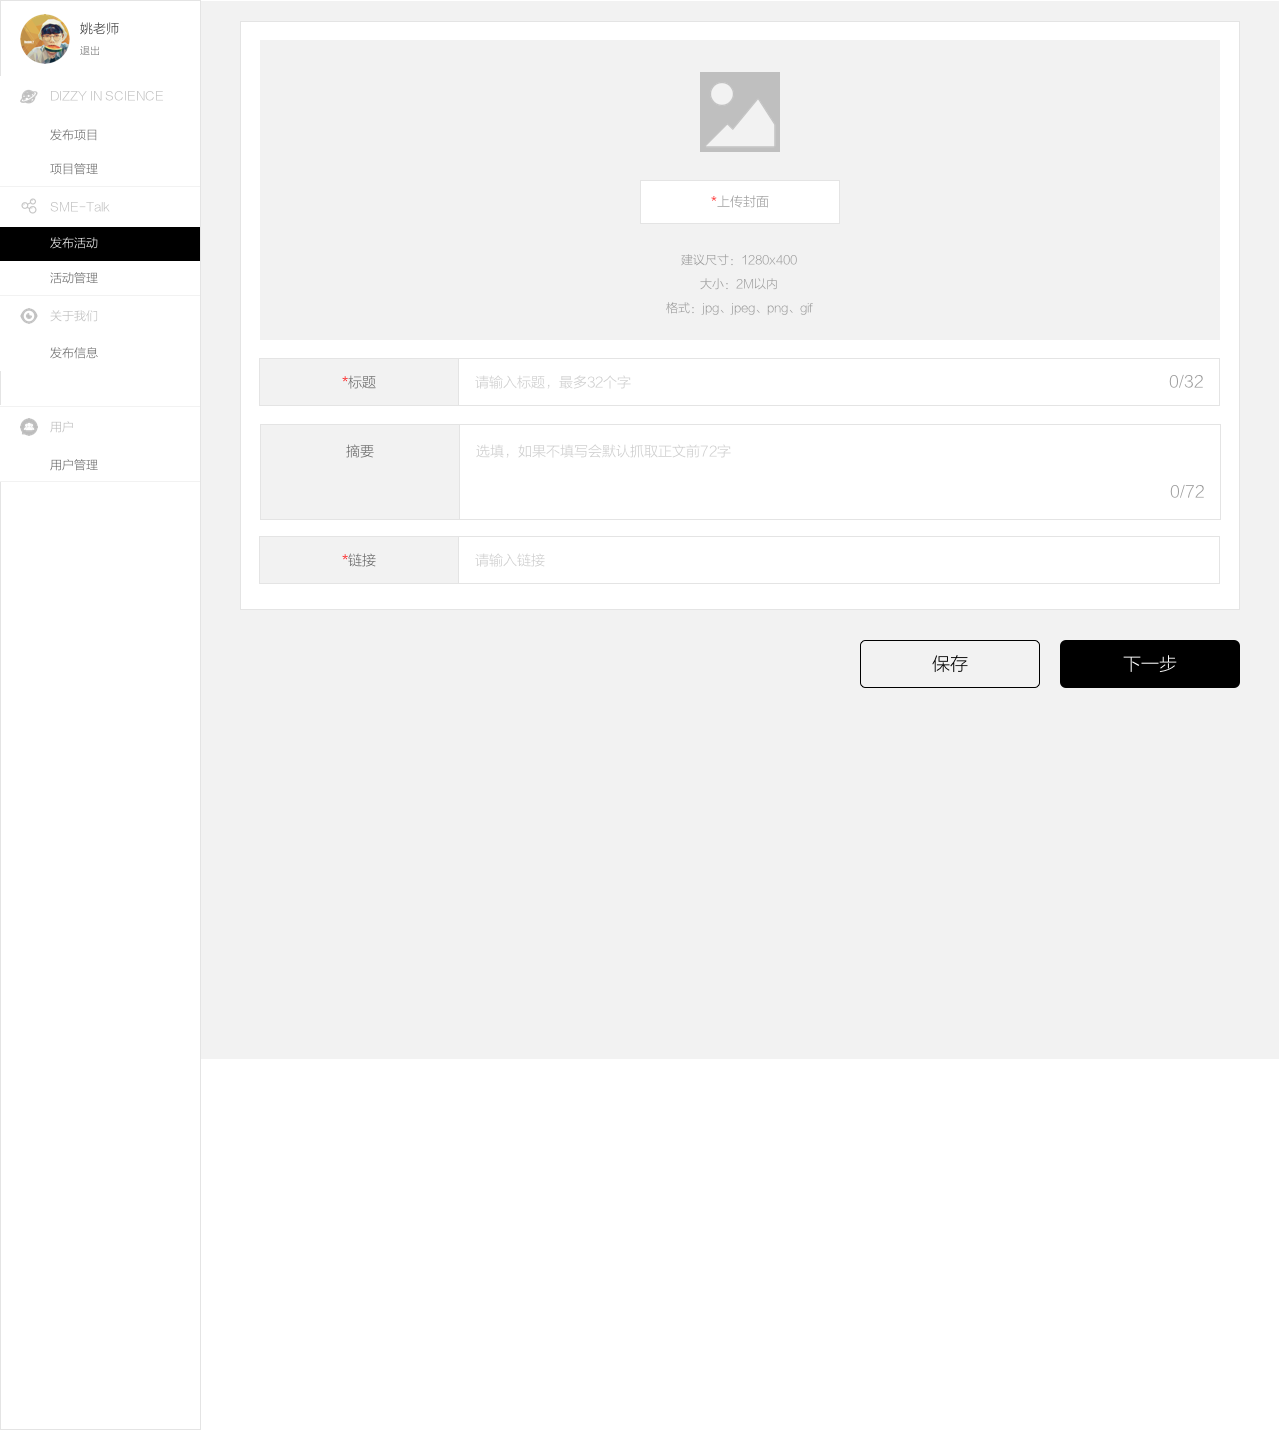 姚老师
退出
DIZZY IN SCIENCE
发布项目
项目管理
SME-Talk
发布活动
活动管理
关于我们
发布信息
用户
用户管理
*上传封面
建议尺寸：1280x400
大小：2M以内
格式：jpg、jpeg、png、gif
*标题 请输入标题，最多32个字 0/32
摘要 选填，如果不填写会默认抓取正文前72字
0/72
*链接 请输入链接
保存 下一步